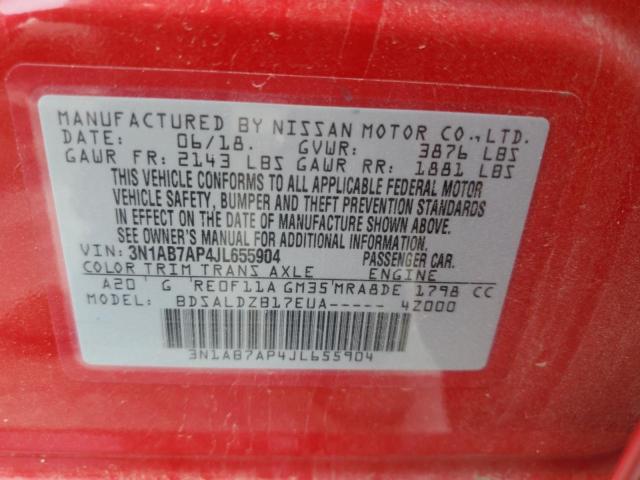 MANUFACTURED BY NISSAN MOTOR CO.,LTD.
DATE: 06/18. GVWR: 3876 LBS
GAWR FR: 2143 LBS GAWR RR: 1881 LBS
THIS VEHICLE CONFORMS TO ALL APPLICABLE FEDERAL MOTOR
VEHICLE SAFETY, BUMPER AND THEFT PREVENTION STANDARDS
IN EFFECT ON THE DATE OF MANUFACTURE SHOWN ABOVE.
SEE OWNER'S MANUAL FOR ADDITIONAL INFORMATION.
VIN: 3N1AB7AP4JL655904 PASSENGER CAR.
COLOR TRIM TRANS AXLE ENGINE
A20 G RE0F11A GM35 MRA8DE 1798 CC
MODEL: BDSALDZB17EUA----- 4Z000
3N1AB7AP4JL655904